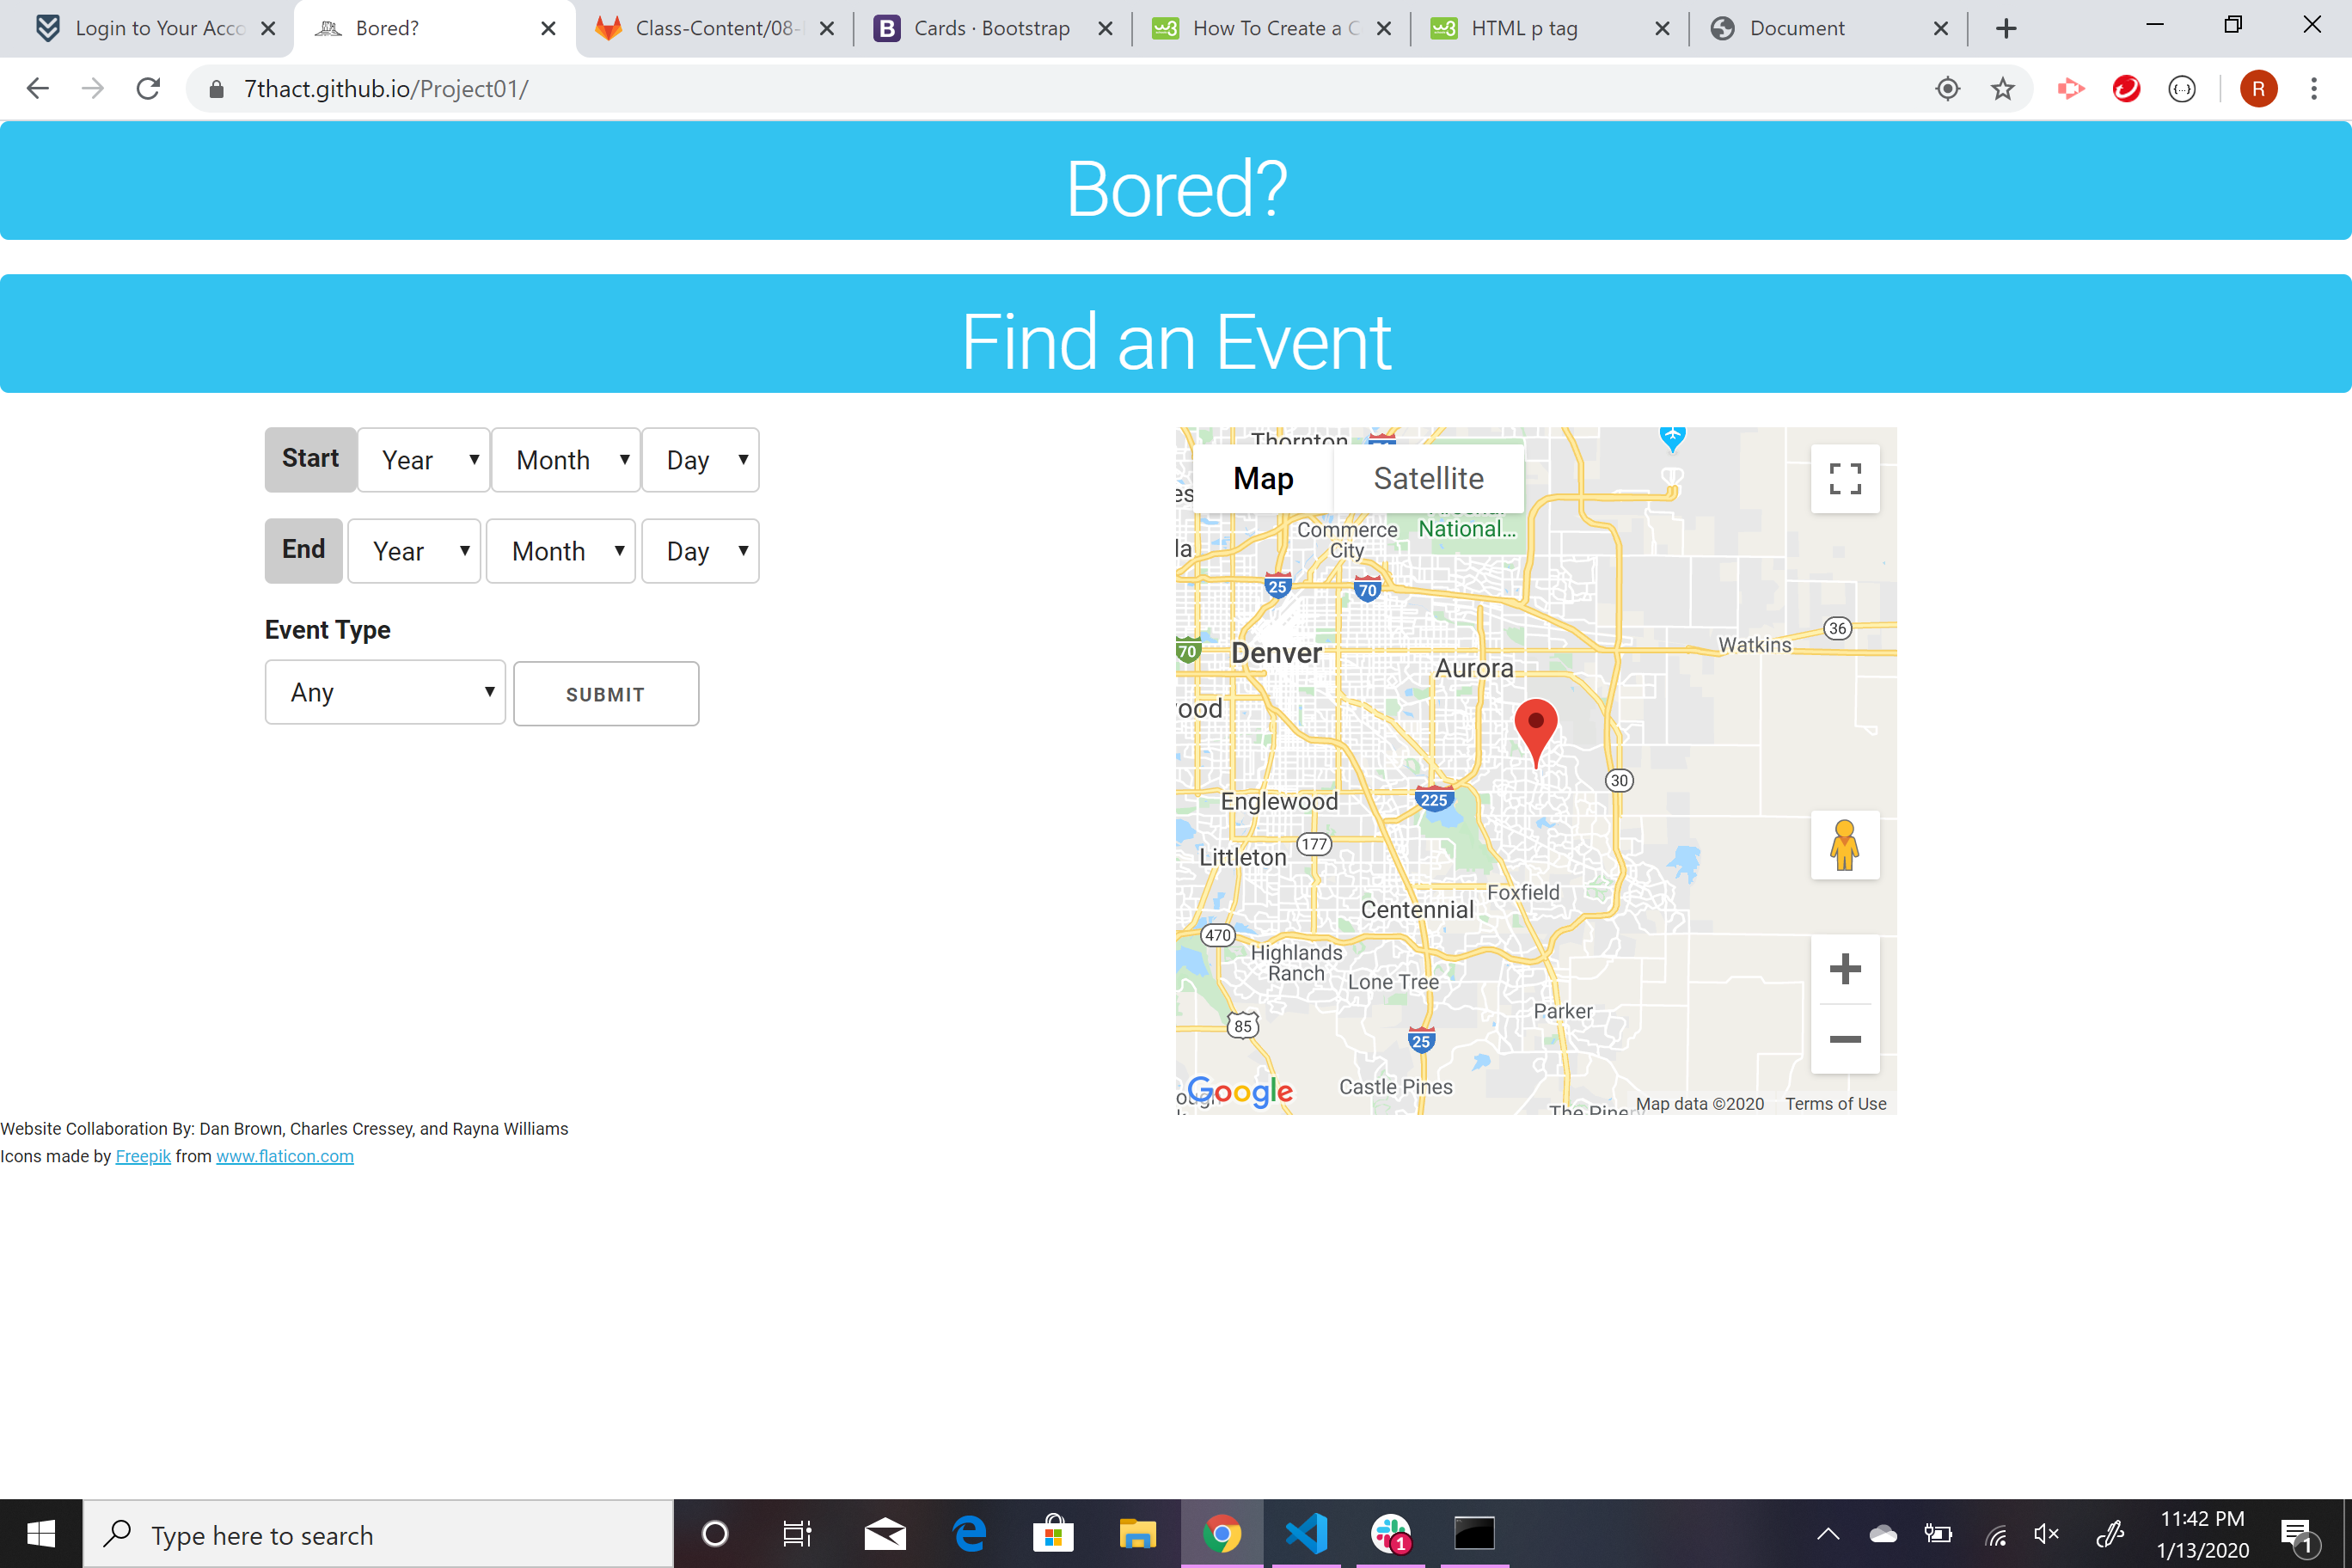 Login to Your Acco
Bored?
Class-Content/08-
Cards · Bootstrap
How To Create a C
HTML p tag
Document
7thact.github.io/Project01/
R
Bored?
Find an Event
Start Year Month Day
End Year Month Day
Event Type
Any SUBMIT
Map Satellite
Thornton
es
Commerce
City
National...
la
25
70
36
Watkins
70
Denver
Aurora
ood
30
Englewood
225
177
Littleton
Foxfield
Centennial
470
Highlands
Ranch
Lone Tree
Parker
85
25
Castle Pines
Google
Map data ©2020 Terms of Use
Website Collaboration By: Dan Brown, Charles Cressey, and Rayna Williams
Icons made by Freepik from www.flaticon.com
Type here to search
1
11:42 PM
1/13/2020
1